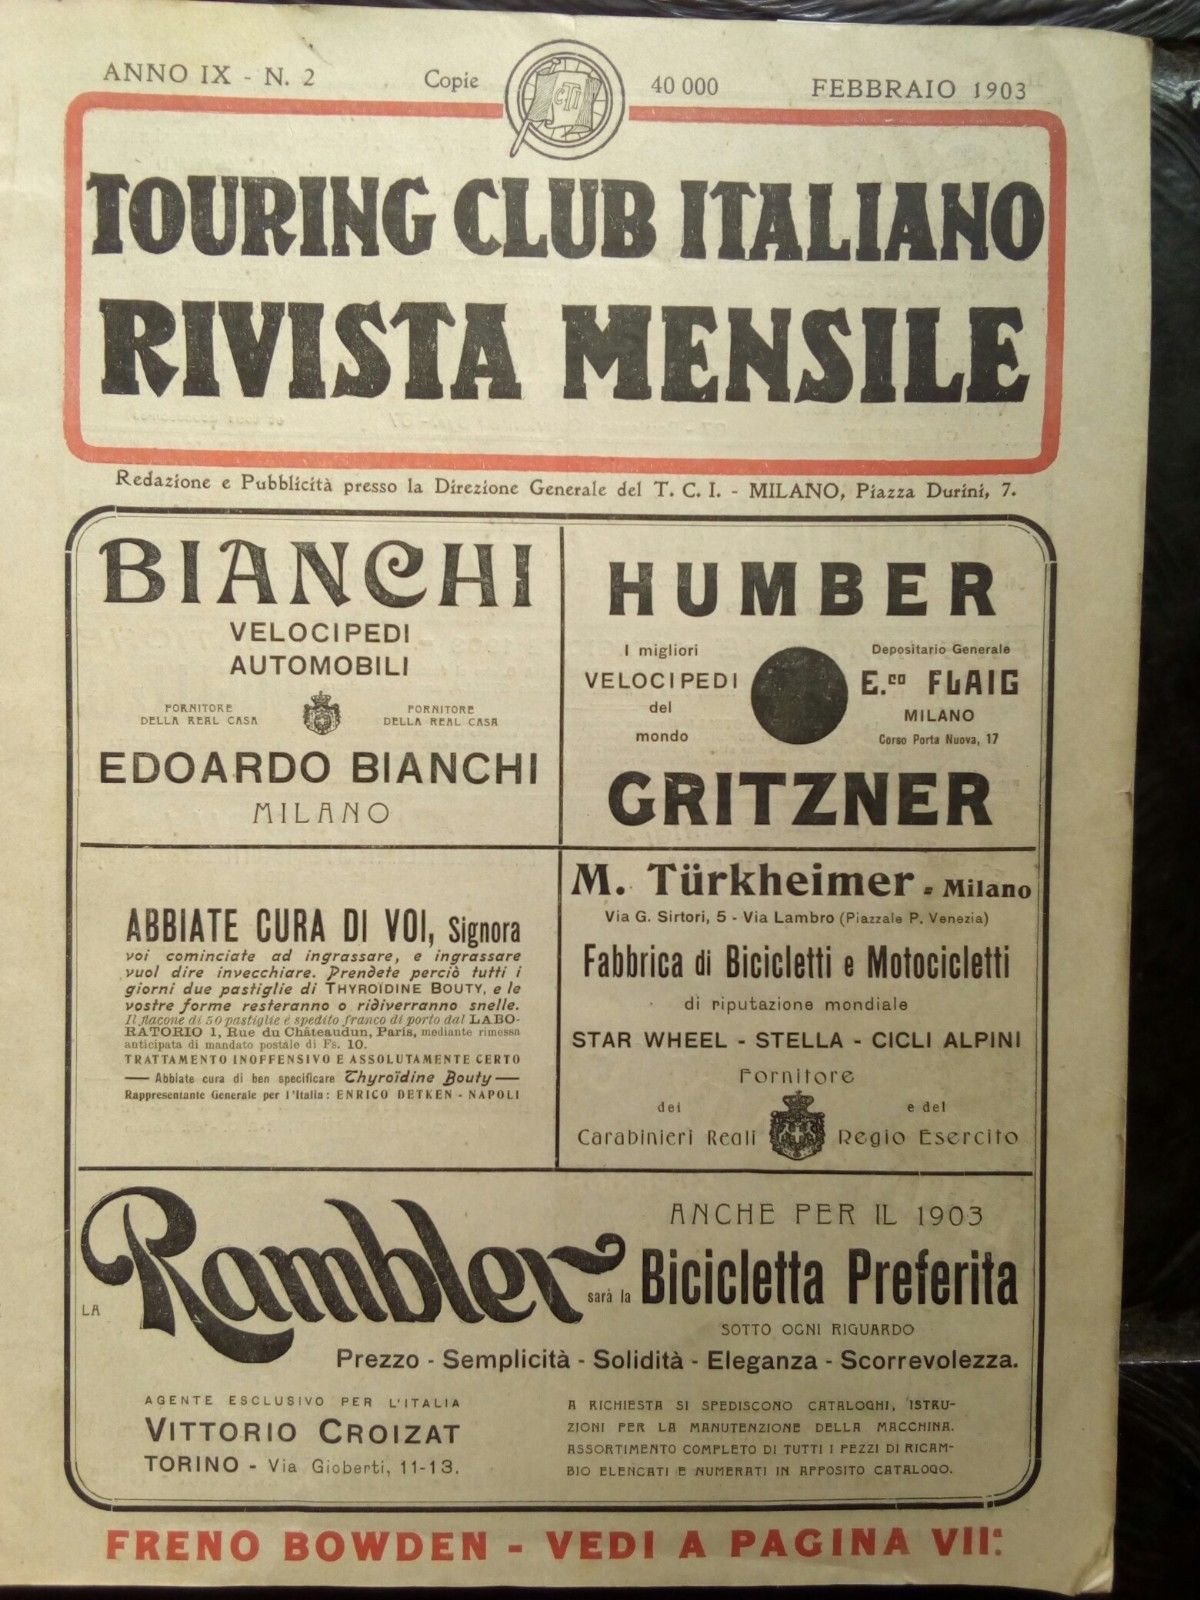 ANNO IX - N. 2 Copie 40 000 FEBBRAIO 1903
CTI
TOURING CLUB ITALIANO
RIVISTA MENSILE
Redazione e Pubblicità presso la Direzione Generale del T. C. I. - MILANO, Piazza Durini, 7.
BIANCHI
VELOCIPEDI
AUTOMOBILI
FORNITORE
DELLA REAL CASA
FORNITORE
DELLA REAL CASA
EDOARDO BIANCHI
MILANO
HUMBER
I migliori
VELOCIPEDI
del
mondo
Depositario Generale
E.co FLAIG
MILANO
Corso Porta Nuova, 17
GRITZNER
ABBIATE CURA DI VOI, Signora
voi cominciate ad ingrassare, e ingrassare
vuol dire invecchiare. Prendete perciò tutti i
giorni due pastiglie di THYROÏDINE BOUTY, e le
vostre forme resteranno o ridiverranno snelle.
Il flacone di 50 pastiglie è spedito franco di porto dal LABO-
RATORIO 1, Rue du Châteaudun, Paris, mediante rimessa
anticipata di mandato postale di Fs. 10.
TRATTAMENTO INOFFENSIVO E ASSOLUTAMENTE CERTO
— Abbiate cura di ben specificare Thyroïdine Bouty —
Rappresentante Generale per l'Italia: ENRICO DETKEN - NAPOLI
M. Türkheimer - Milano
Via G. Sirtori, 5 - Via Lambro (Piazzale P. Venezia)
Fabbrica di Bicicletti e Motocicletti
di riputazione mondiale
STAR WHEEL - STELLA - CICLI ALPINI
Fornitore
dei
Carabinieri Reali
e del
Regio Esercito
LA Rambler
ANCHE PER IL 1903
sarà la Bicicletta Preferita
SOTTO OGNI RIGUARDO
Prezzo - Semplicità - Solidità - Eleganza - Scorrevolezza.
AGENTE ESCLUSIVO PER L'ITALIA
VITTORIO CROIZAT
TORINO - Via Gioberti, 11-13.
A RICHIESTA SI SPEDISCONO CATALOGHI, ISTRU-
ZIONI PER LA MANUTENZIONE DELLA MACCHINA.
ASSORTIMENTO COMPLETO DI TUTTI I PEZZI DI RICAM-
BIO ELENCATI E NUMERATI IN APPOSITO CATALOGO.
FRENO BOWDEN - VEDI A PAGINA VII.a